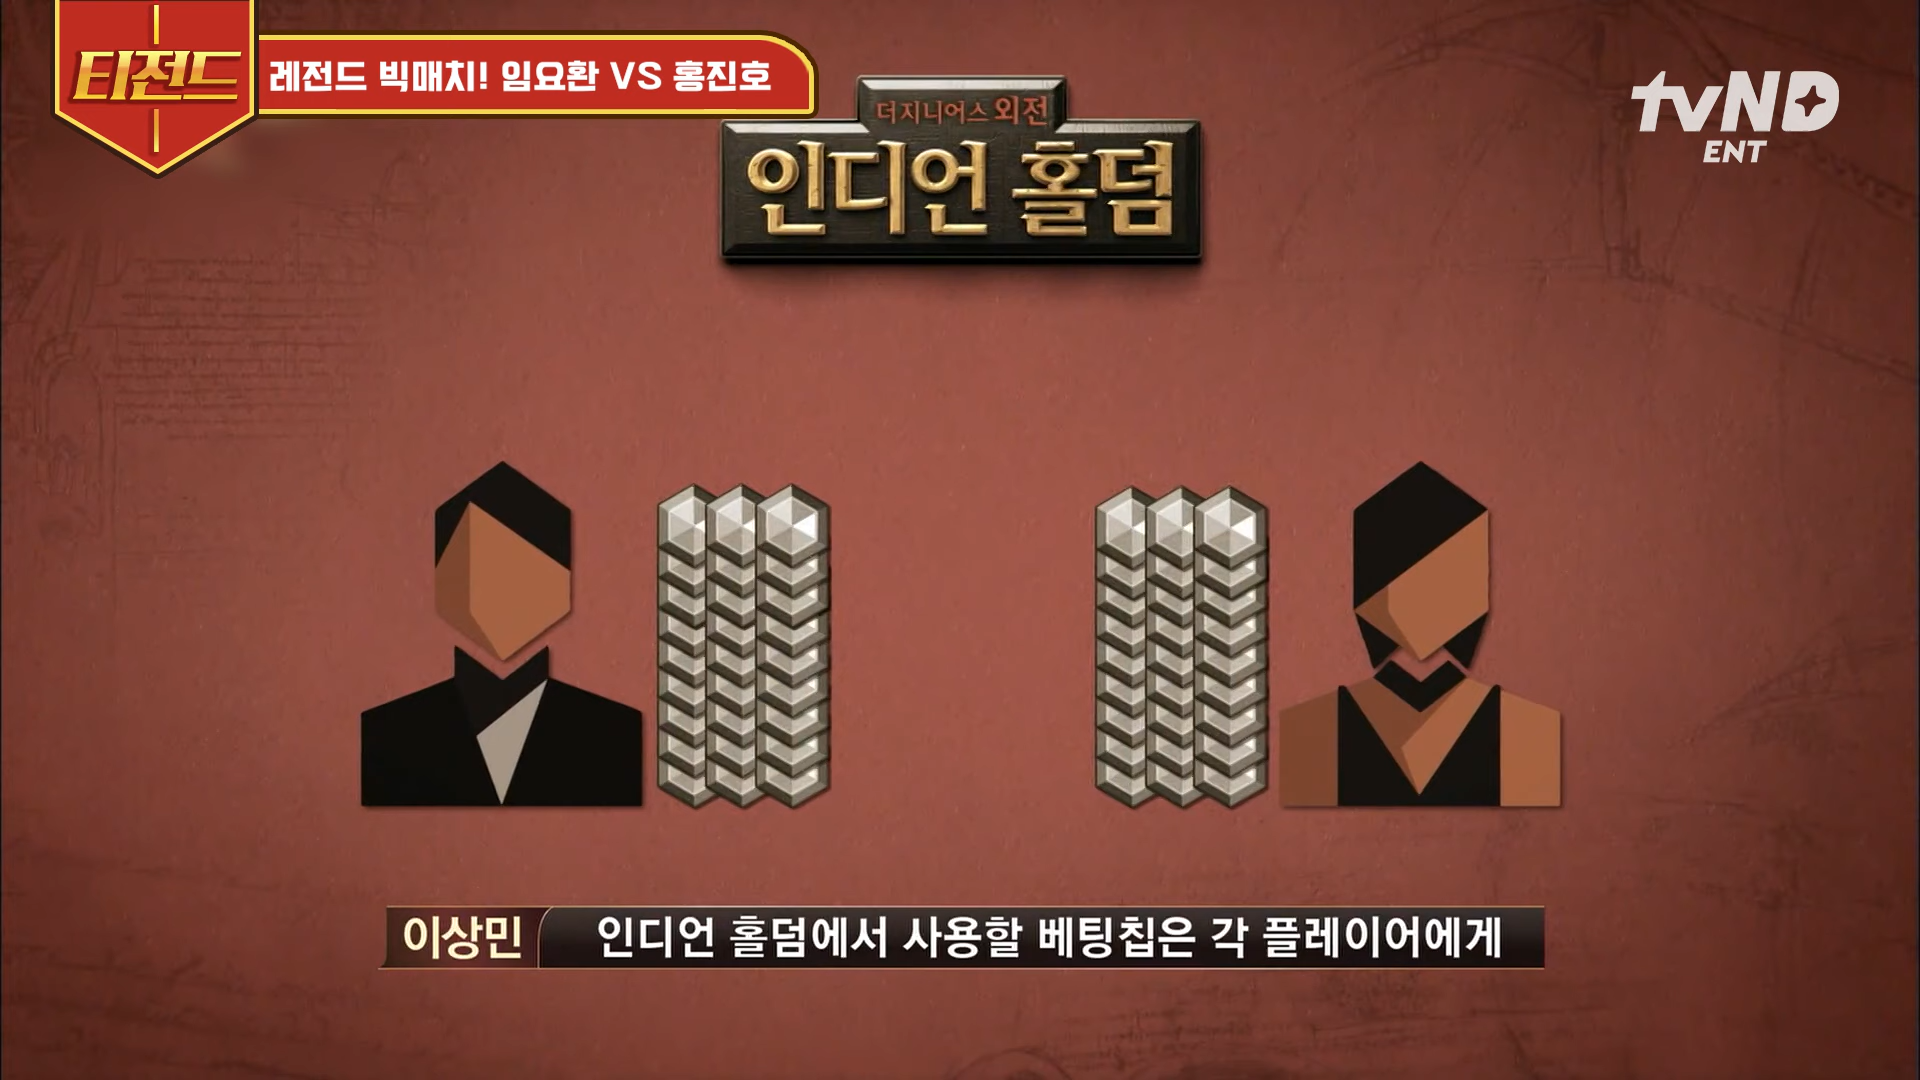 티전드
레전드 빅매치! 임요환 VS 홍진호
tvND
ENT
더 지니어스 외전
인디언 홀덤
이상민
인디언 홀덤에서 사용할 베팅칩은 각 플레이어에게